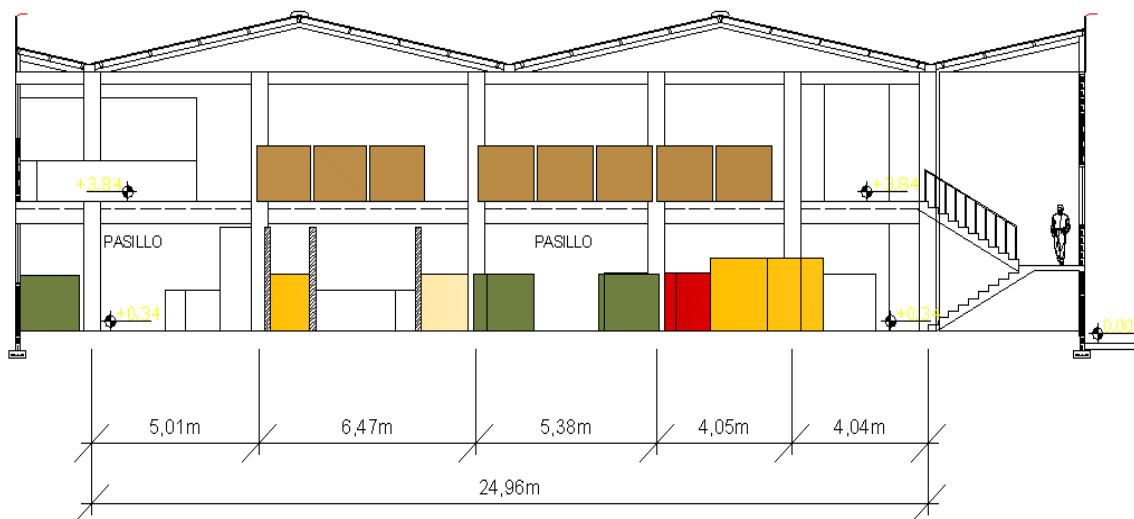 +3,84
+3,84
PASILLO
PASILLO
+0,34
+0,34
0,00
5,01m
6,47m
5,38m
4,05m
4,04m
24,96m